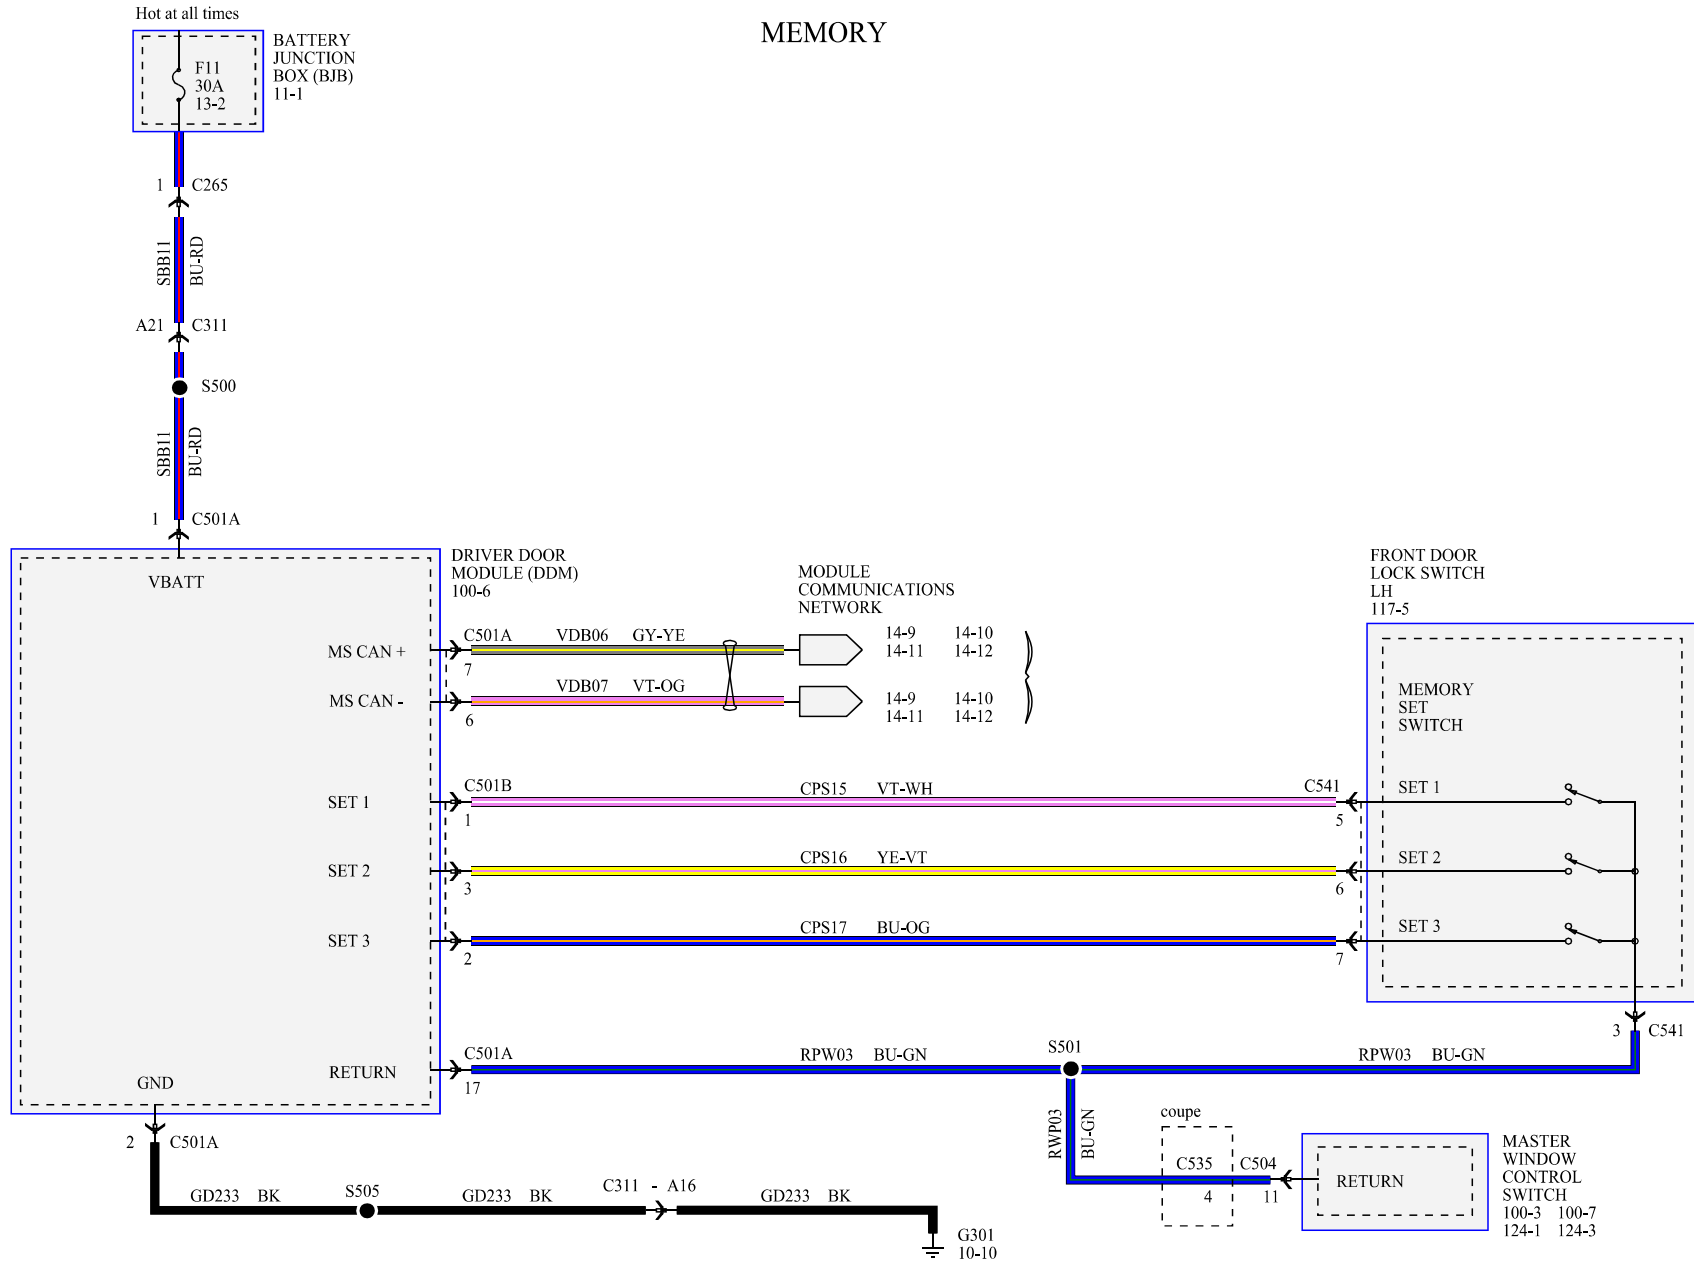 Hot at all times
MEMORY
F11
30A
13-2
BATTERY
JUNCTION
BOX (BJB)
11-1
1 C265
SBB11
BU-RD
A21 C311
S500
SBB11
BU-RD
1 C501A
VBATT
DRIVER DOOR
MODULE (DDM)
100-6
MODULE
COMMUNICATIONS
NETWORK
FRONT DOOR
LOCK SWITCH
LH
117-5
MS CAN +
C501A
7
VDB06 GY-YE
14-9 14-10
14-11 14-12
MS CAN -
6
VDB07 VT-OG
14-9 14-10
14-11 14-12
MEMORY
SET
SWITCH
SET 1
C501B
1
CPS15 VT-WH
C541
5
SET 1
SET 2
3
CPS16 YE-VT
6
SET 2
SET 3
2
CPS17 BU-OG
7
SET 3
3 C541
RETURN
C501A
17
RPW03 BU-GN
S501
RPW03 BU-GN
GND
2 C501A
RWP03
BU-GN
coupe
C535
4
C504
11
RETURN
MASTER
WINDOW
CONTROL
SWITCH
100-3 100-7
124-1 124-3
GD233 BK
S505
GD233 BK
C311 - A16
GD233 BK
G301
10-10